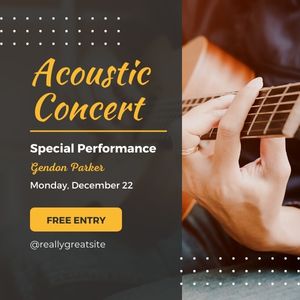 Acoustic
Concert
Special Performance
Gendon Parker
Monday, December 22
FREE ENTRY
@reallygreatsite